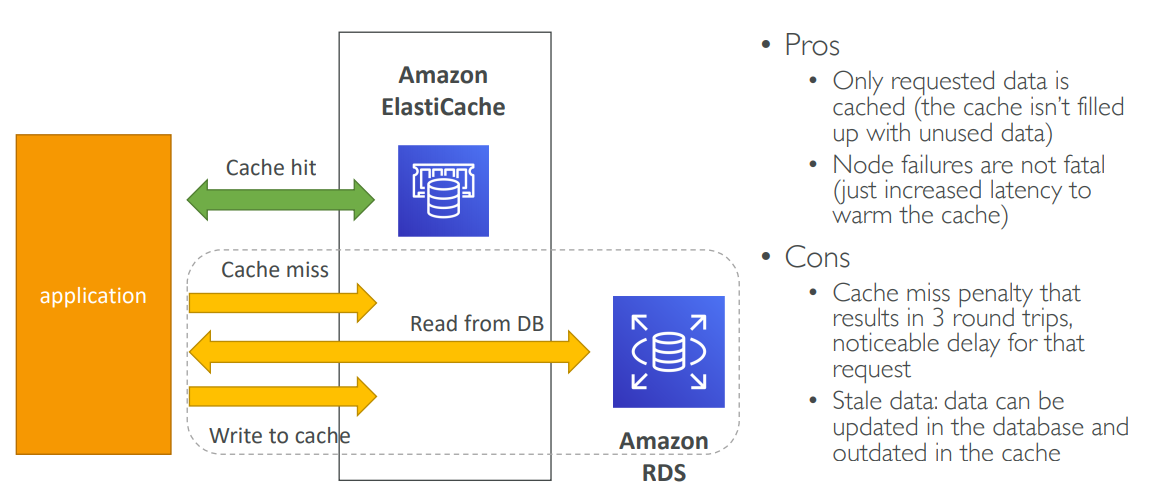 Amazon
ElastiCache
Cache hit
application
Cache miss
Read from DB
Write to cache
Amazon
RDS
• Pros
• Only requested data is
cached (the cache isn’t filled
up with unused data)
• Node failures are not fatal
(just increased latency to
warm the cache)
• Cons
• Cache miss penalty that
results in 3 round trips,
noticeable delay for that
request
• Stale data: data can be
updated in the database and
outdated in the cache